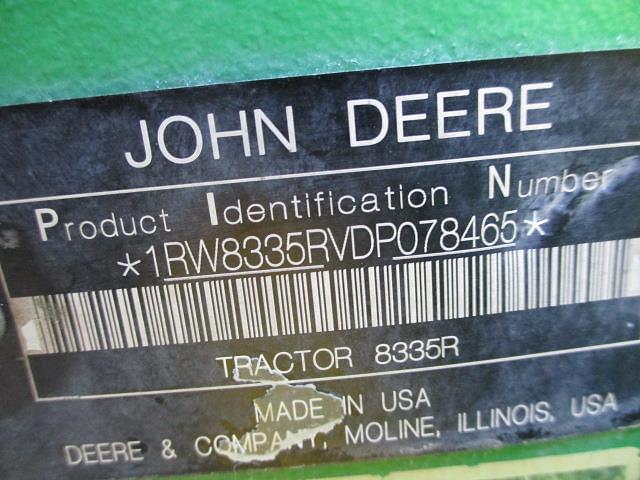 JOHN DEERE
Product Identification Number
*1RW8335RVDP078465*
TRACTOR 8335R
MADE IN USA
DEERE & COMPANY, MOLINE, ILLINOIS, USA